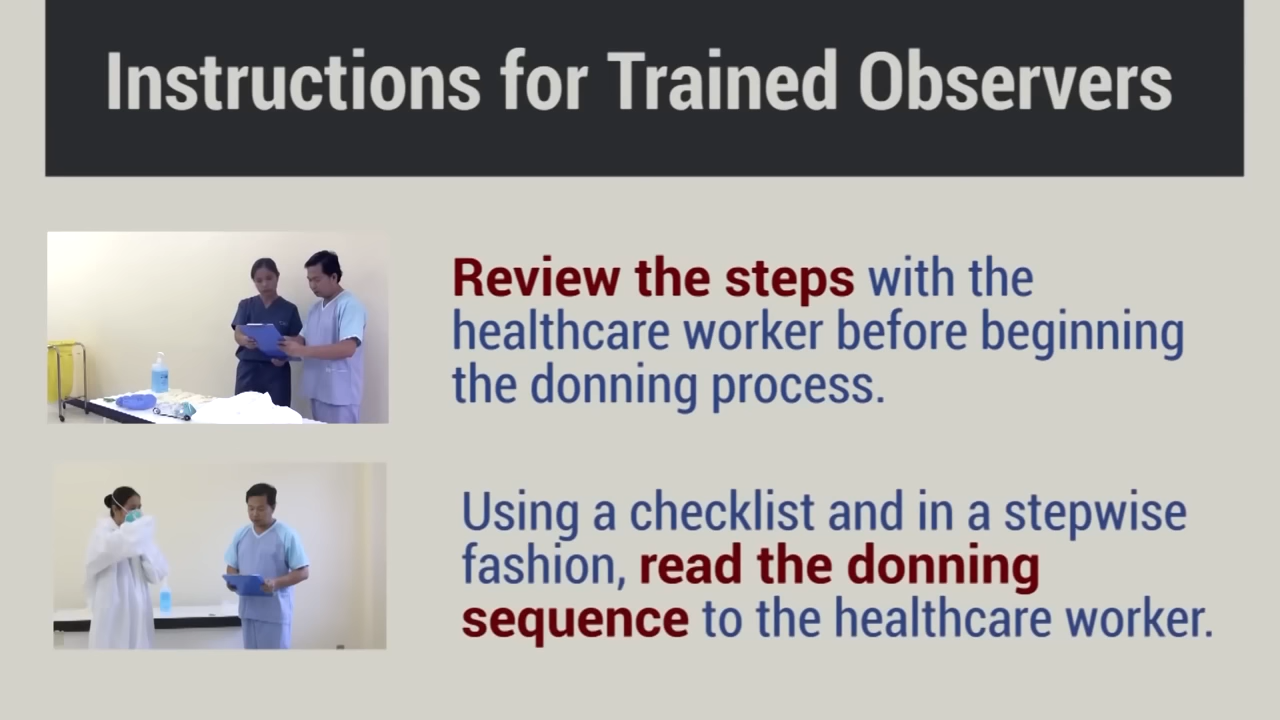 Instructions for Trained Observers
Review the steps with the
healthcare worker before beginning
the donning process.
Using a checklist and in a stepwise
fashion, read the donning
sequence to the healthcare worker.